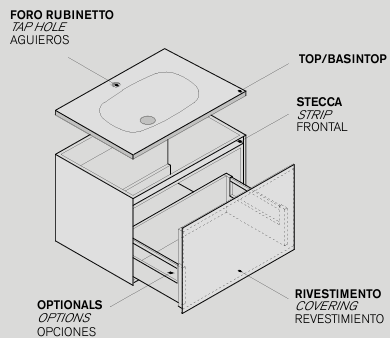 FORO RUBINETTO
TAP HOLE
AGUIEROS
TOP/BASINTOP
STECCA
STRIP
FRONTAL
OPTIONALS
OPTIONS
OPCIONES
RIVESTIMENTO
COVERING
REVESTIMIENTO